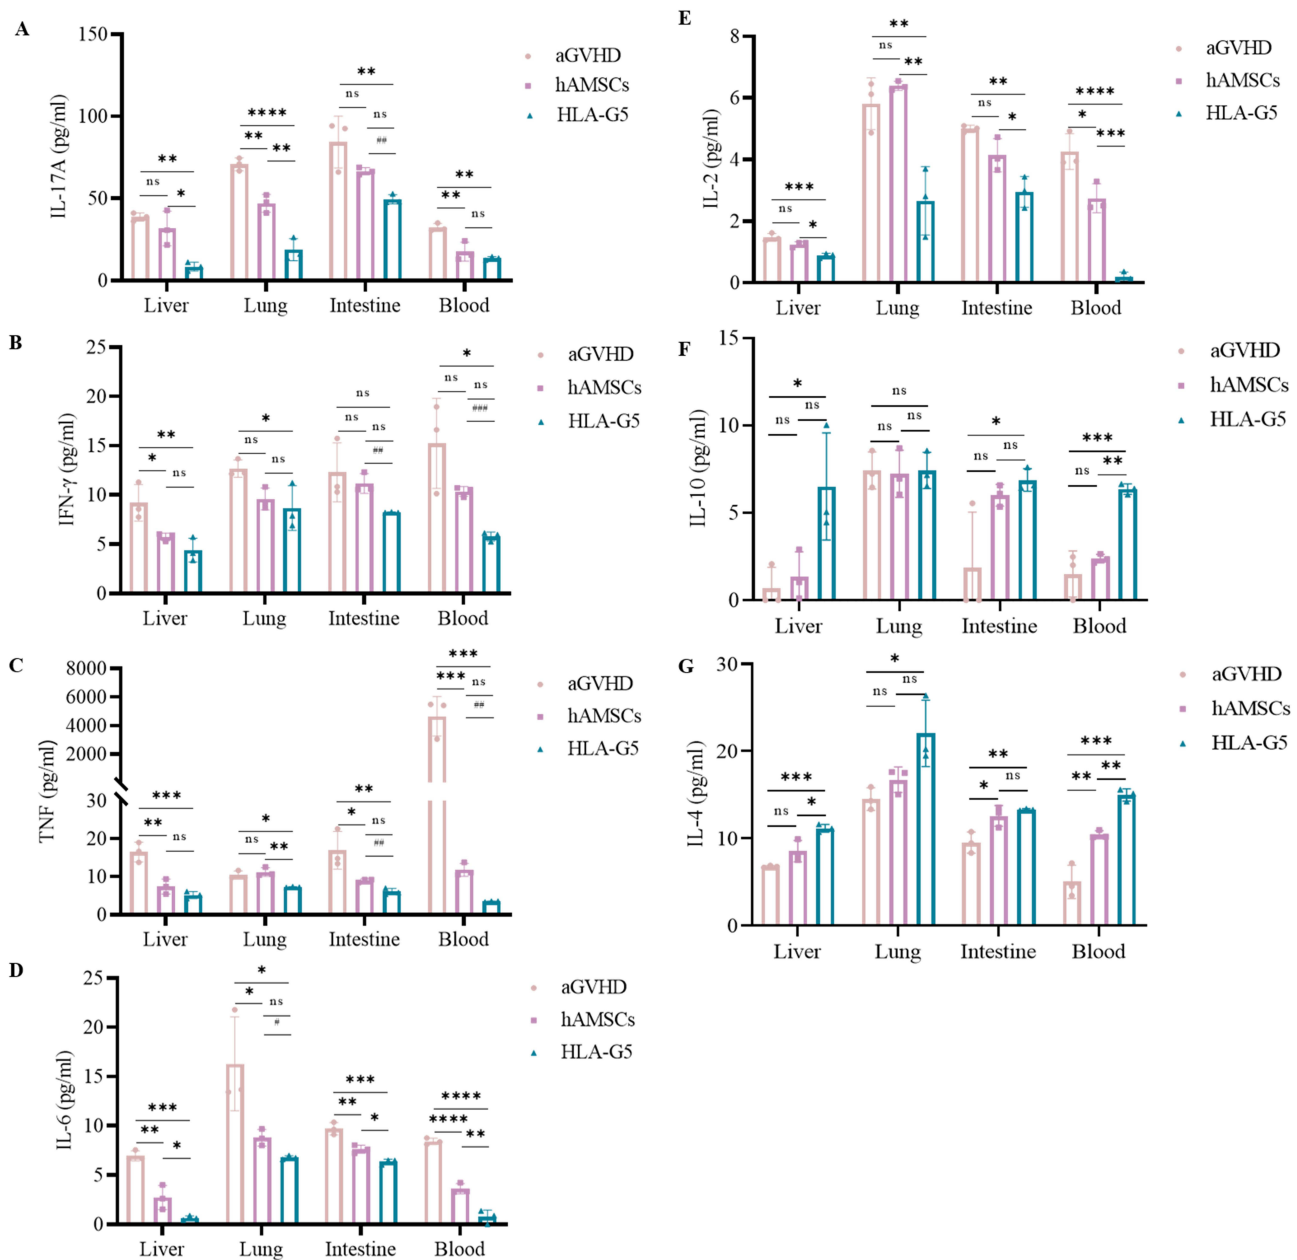 A
IL-17A (pg/ml)
150
100
50
0
** ns *
**** ** **
** ns ns ##
** ** ns
Liver Lung Intestine Blood
aGVHD
hAMSCs
HLA-G5
B
IFN-γ (pg/ml)
25
20
15
10
5
0
** * ns
* ns ns
ns ns ns ##
* ns ns ###
Liver Lung Intestine Blood
aGVHD
hAMSCs
HLA-G5
C
TNF (pg/ml)
8000
6000
4000
2000
30
20
10
0
*** ** ns
* ns **
** * ns ##
*** *** ns ##
Liver Lung Intestine Blood
aGVHD
hAMSCs
HLA-G5
D
IL-6 (pg/ml)
25
20
15
10
5
0
*** ** *
* * ns #
*** ** *
**** **** **
Liver Lung Intestine Blood
aGVHD
hAMSCs
HLA-G5
E
IL-2 (pg/ml)
8
6
4
2
0
*** ns *
** ns **
** ns *
**** * ***
Liver Lung Intestine Blood
aGVHD
hAMSCs
HLA-G5
F
IL-10 (pg/ml)
15
10
5
0
* ns ns
ns ns ns
* ns ns
*** ns **
Liver Lung Intestine Blood
aGVHD
hAMSCs
HLA-G5
G
IL-4 (pg/ml)
30
20
10
0
*** ns *
* ns ns
** * ns
*** ** **
Liver Lung Intestine Blood
aGVHD
hAMSCs
HLA-G5